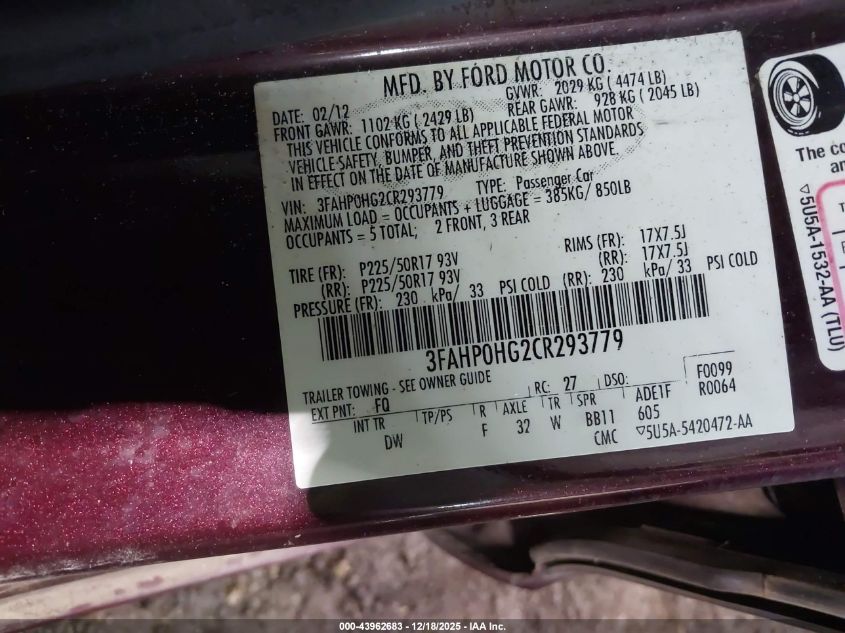 MFD. BY FORD MOTOR CO
DATE: 02/12 GVWR: 2029 KG ( 4474 LB)
FRONT GAWR: 1102 KG ( 2429 LB) REAR GAWR: 928 KG ( 2045 LB)
THIS VEHICLE CONFORMS TO ALL APPLICABLE FEDERAL MOTOR
VEHICLE SAFETY, BUMPER, AND THEFT PREVENTION STANDARDS
IN EFFECT ON THE DATE OF MANUFACTURE SHOWN ABOVE.
VIN: 3FAHP0HG2CR293779 TYPE: Passenger Car
MAXIMUM LOAD = OCCUPANTS + LUGGAGE = 385KG/ 850LB
OCCUPANTS = 5 TOTAL; 2 FRONT, 3 REAR
TIRE (FR): P225/50R17 93V RIMS (FR): 17X7.5J
(RR): P225/50R17 93V (RR): 17X7.5J
PRESSURE (FR): 230 kPa/ 33 PSI COLD (RR): 230 kPa/ 33 PSI COLD
3FAHP0HG2CR293779
TRAILER TOWING - SEE OWNER GUIDE
EXT PNT: FQ RC: 27 DSO: F0099
R0064
INT TR TP/PS R AXLE TR SPR ADE1F
DW F 32 W BB11 605
CMC ▽5U5A-5420472-AA
The co
an
▽5U5A-1532-AA (TLU)
000-43962683 / 12/18/2025 - IAA Inc.